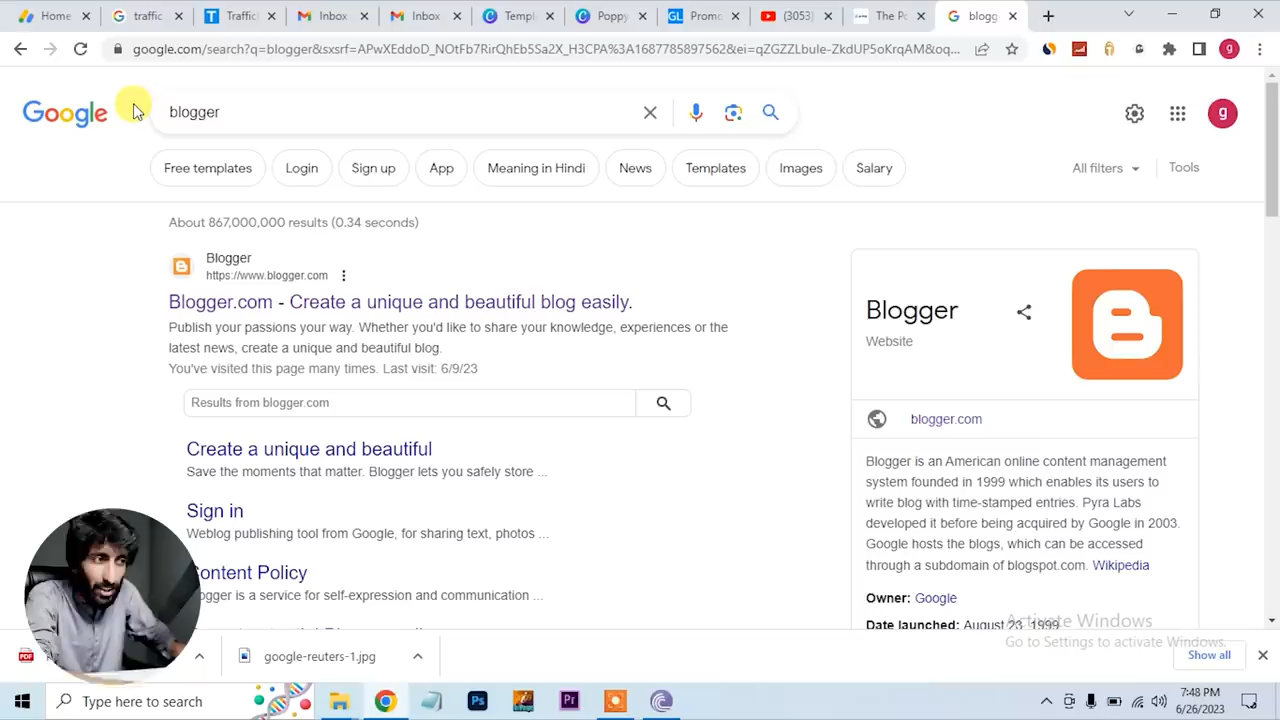 Home
traffic
Traffi
Inbox
Inbox
Templ
Poppy
GL
Promo
(3053)
The Po
blogg
google.com/search?q=blogger&sxsrf=APwXEddoD_NOtFb7RirQhEb5Sa2X_H3CPA%3A1687785897562&ei=qZGZZLbule-ZkdUP5oKrqAM&oq...
g
Google
blogger
g
Free templates
Login
Sign up
App
Meaning in Hindi
News
Templates
Images
Salary
All filters
Tools
About 867,000,000 results (0.34 seconds)
Blogger
https://www.blogger.com
Blogger.com - Create a unique and beautiful blog easily.
Publish your passions your way. Whether you'd like to share your knowledge, experiences or the
latest news, create a unique and beautiful blog.
You've visited this page many times. Last visit: 6/9/23
Results from blogger.com
Create a unique and beautiful
Save the moments that matter. Blogger lets you safely store ...
Sign in
Weblog publishing tool from Google, for sharing text, photos ...
ontent Policy
gger is a service for self-expression and communication ...
Blogger
Website
blogger.com
Blogger is an American online content management
system founded in 1999 which enables its users to
write blog with time-stamped entries. Pyra Labs
developed it before being acquired by Google in 2003.
Google hosts the blogs, which can be accessed
through a subdomain of blogspot.com. Wikipedia
Owner: Google
Date launched: August 23, 1999
Activate Windows
Go to Settings to activate Windows.
PDF
google-reuters-1.jpg
Show all
Type here to search
Ps
Pr
7:48 PM
6/26/2023